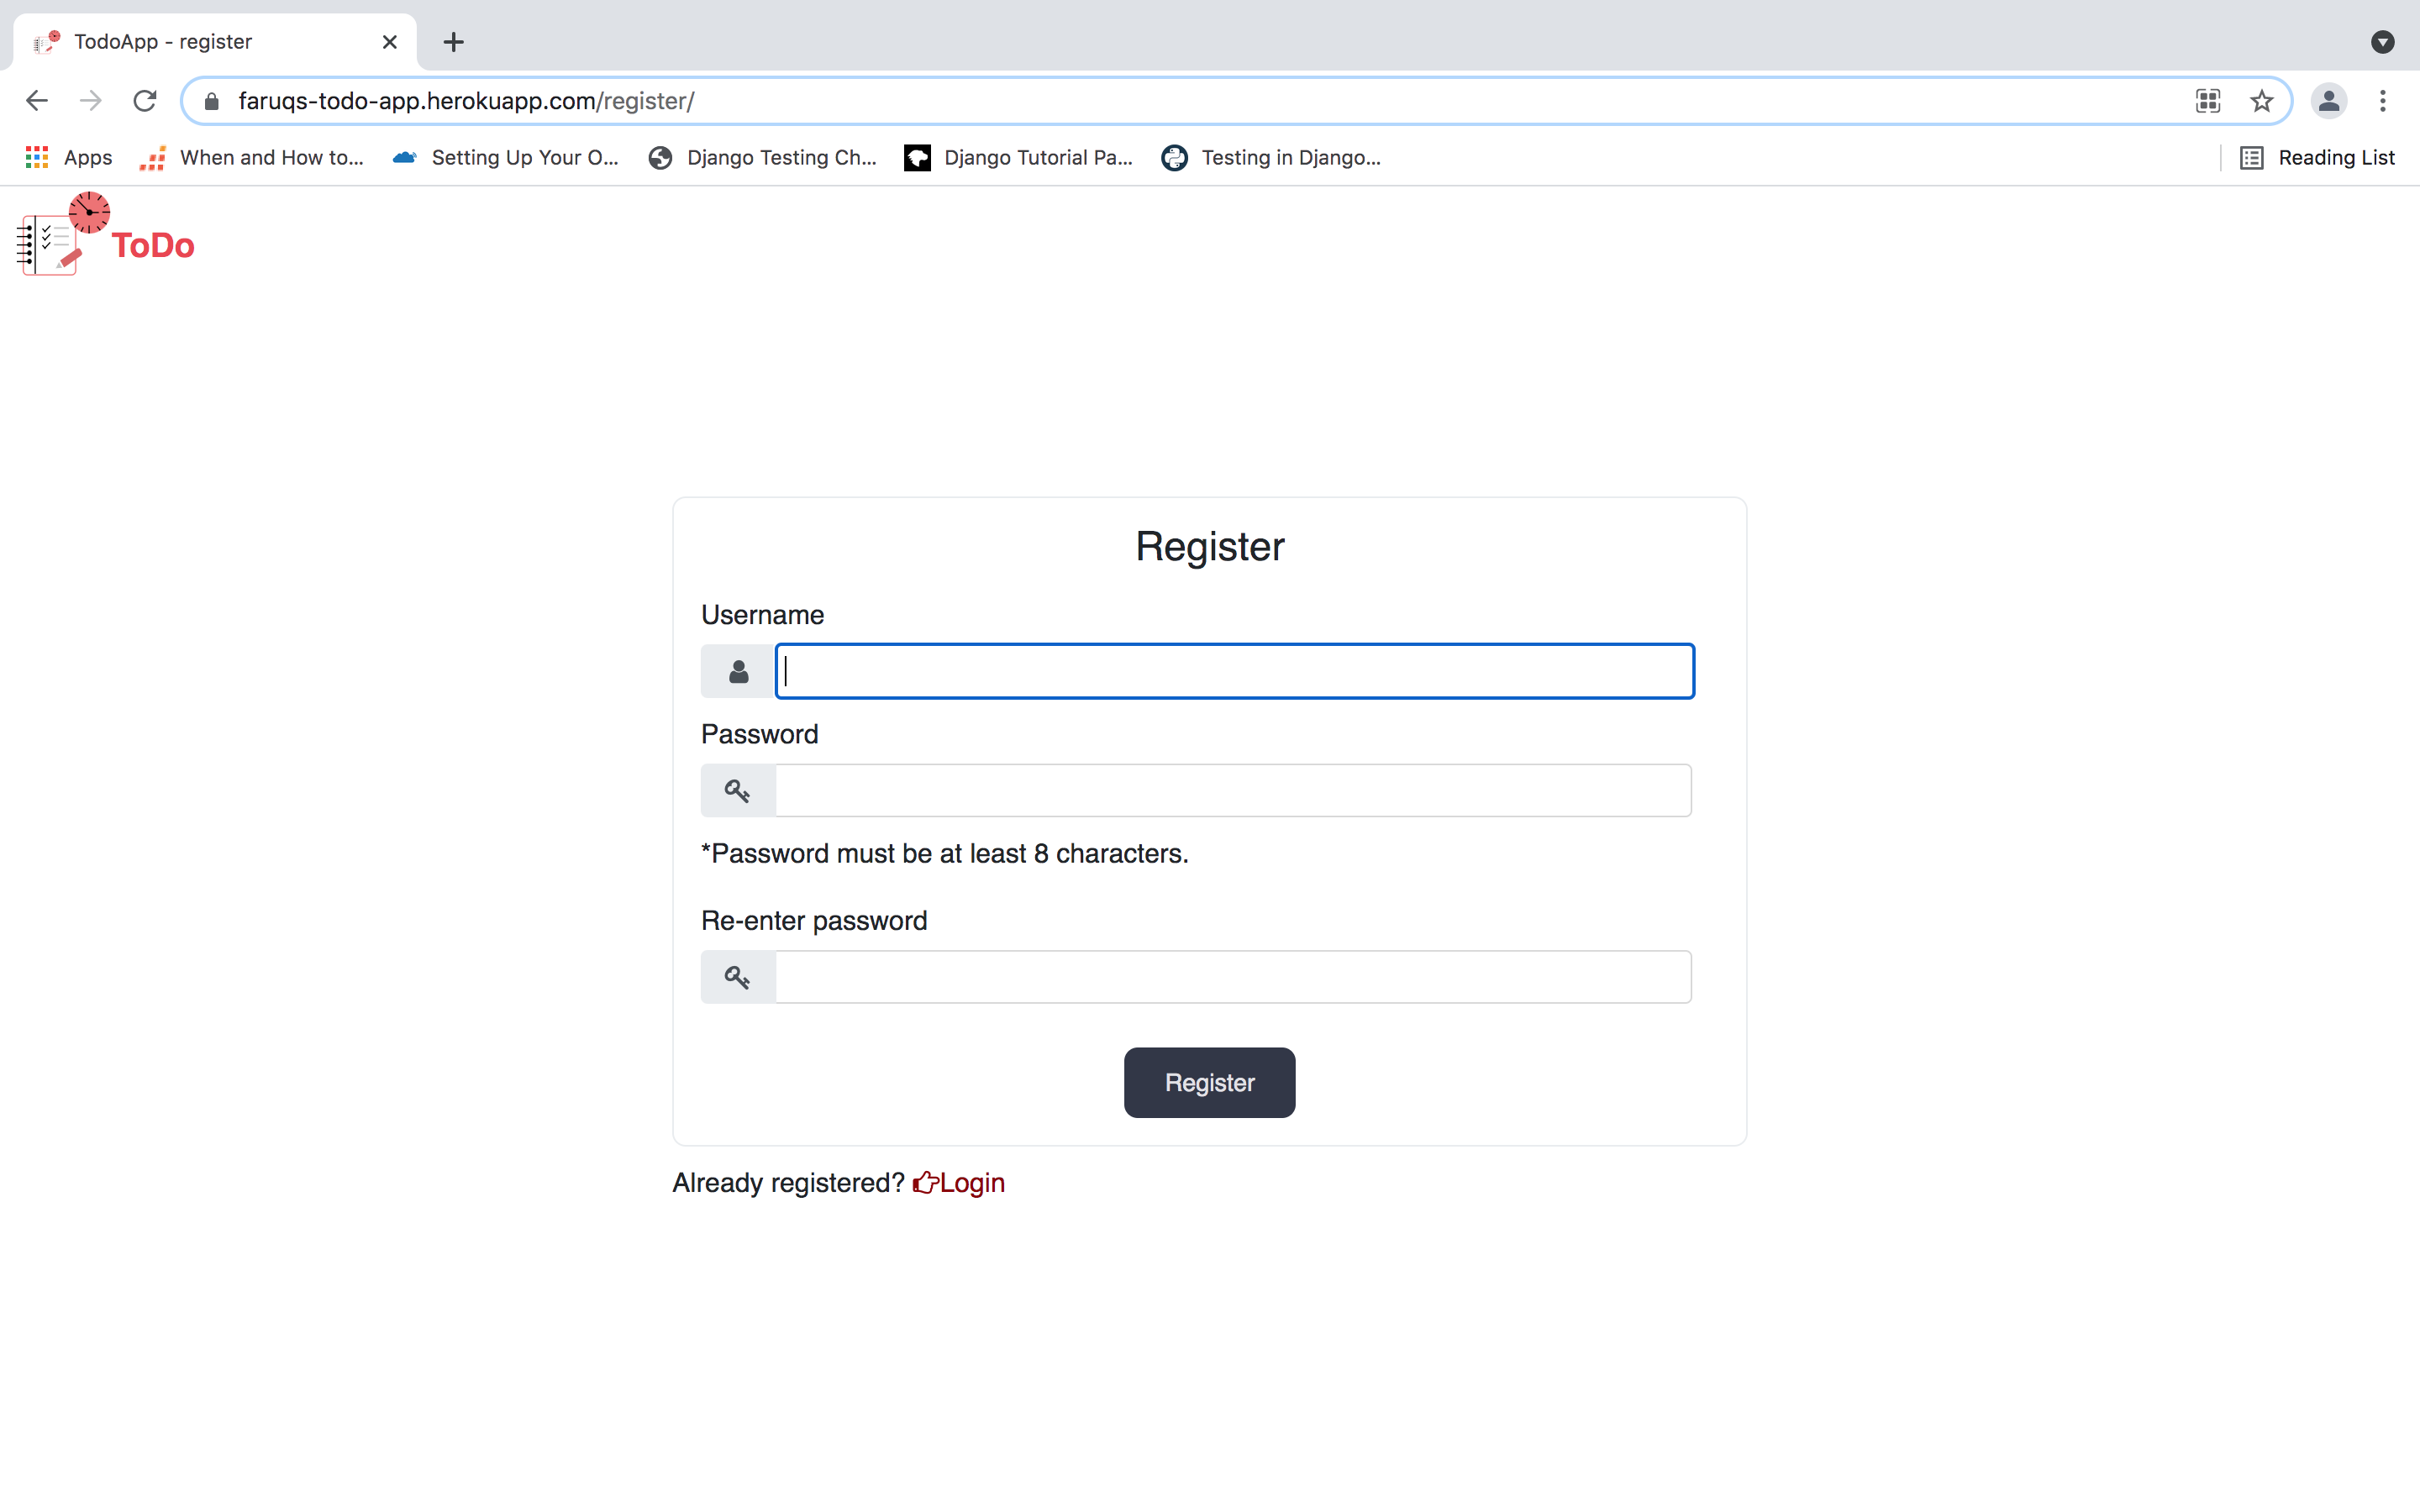 TodoApp - register
faruqs-todo-app.herokuapp.com/register/
Apps When and How to... Setting Up Your O... Django Testing Ch... Django Tutorial Pa... Testing in Django... Reading List
ToDo
Register
Username
Password
*Password must be at least 8 characters.
Re-enter password
Register
Already registered? Login